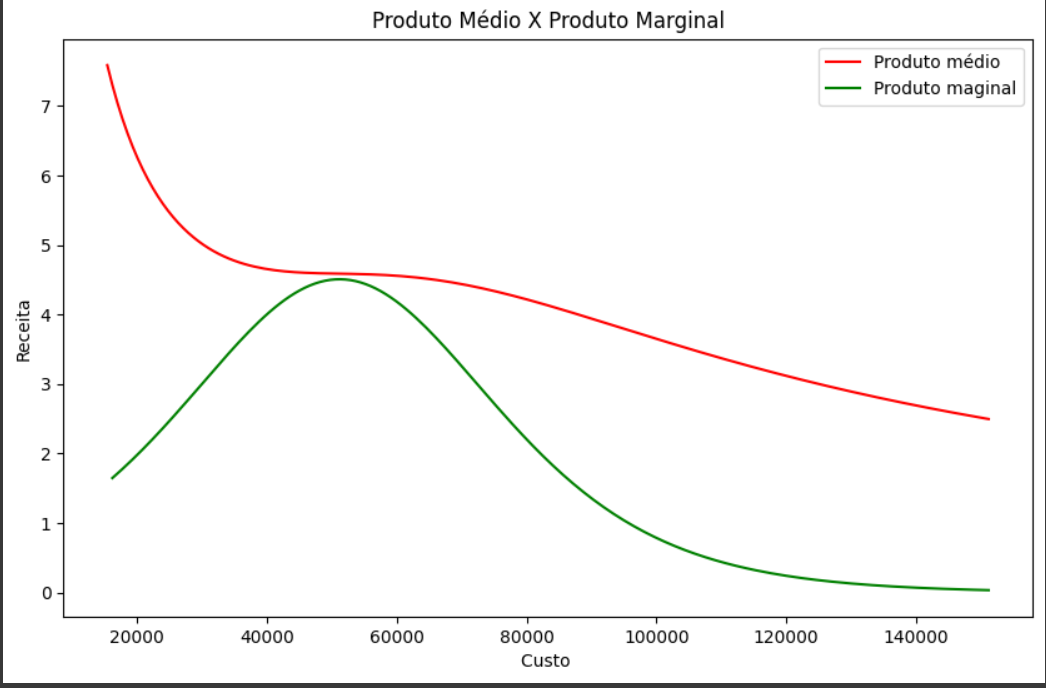 Produto Médio X Produto Marginal
Produto médio
Produto maginal
Receita
7
6
5
4
3
2
1
0
20000 40000 60000 80000 100000 120000 140000
Custo